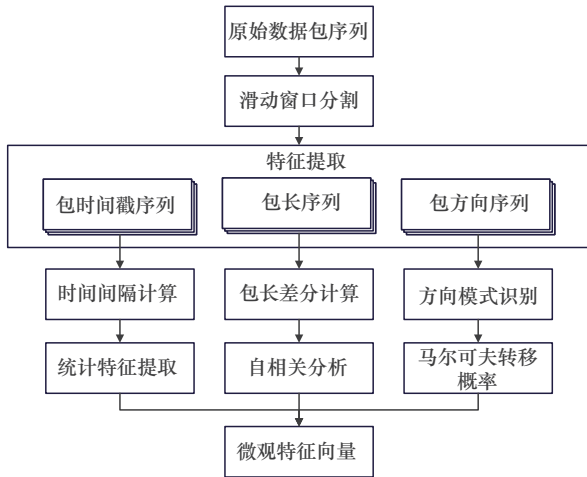 原始数据包序列
滑动窗口分割
特征提取
包时间戳序列
包长序列
包方向序列
时间间隔计算
包长差分计算
方向模式识别
统计特征提取
自相关分析
马尔可夫转移
概率
微观特征向量